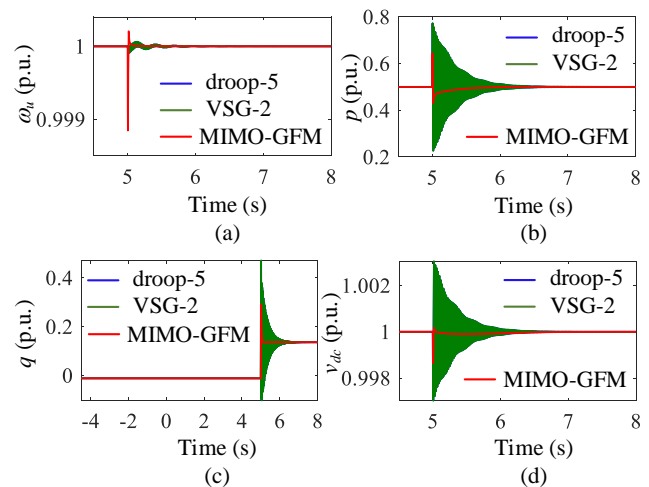 ω_u (p.u.)
1
0.999
droop-5
VSG-2
MIMO-GFM
5 6 7 8
Time (s)
(a)
p (p.u.)
0.8
0.6
0.4
0.2
droop-5
VSG-2
MIMO-GFM
5 6 7 8
Time (s)
(b)
q (p.u.)
0.4
0.2
0
droop-5
VSG-2
MIMO-GFM
-4 -2 0 2 4 6 8
Time (s)
(c)
v_dc (p.u.)
1.002
1
0.998
droop-5
VSG-2
MIMO-GFM
5 6 7 8
Time (s)
(d)